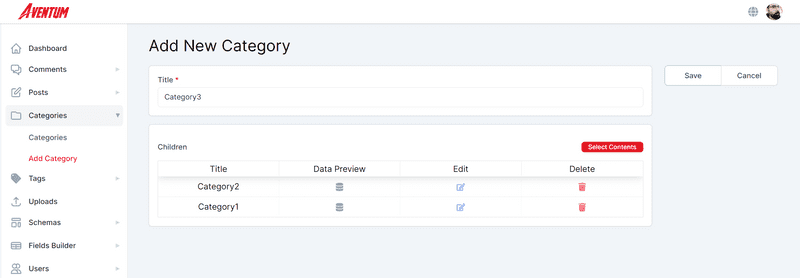 AVENTUM
Dashboard
Comments
Posts
Categories
Categories
Add Category
Tags
Uploads
Schemas
Fields Builder
Users
Add New Category
Title *
Category3
Save Cancel
Children Select Contents
Title Data Preview Edit Delete
Category2
Category1